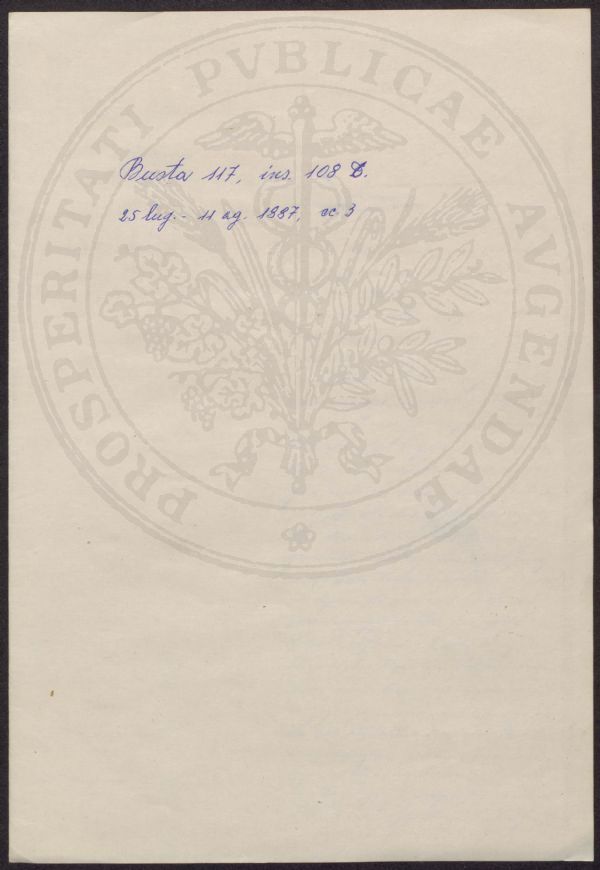 PROSPERITATI PVBLICAE AVGENDAE
Busta 117, ins. 108
25 lug. - 11 ag. 1887, cc. 3